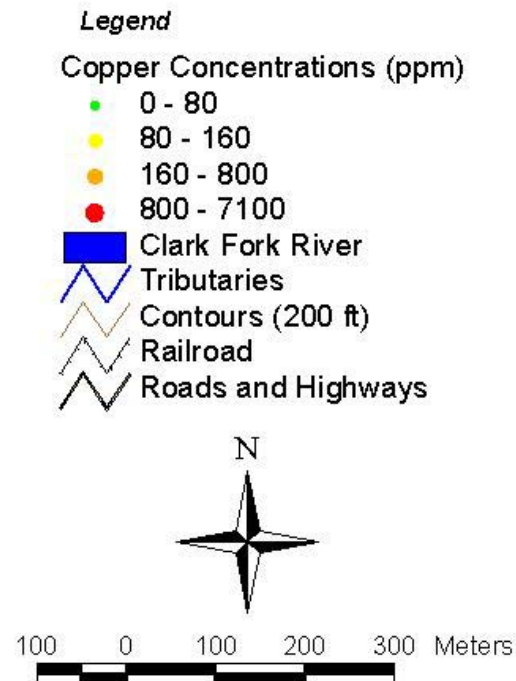 Legend
Copper Concentrations (ppm)
0 - 80
80 - 160
160 - 800
800 - 7100
Clark Fork River
Tributaries
Contours (200 ft)
Railroad
Roads and Highways
N
100 0 100 200 300 Meters